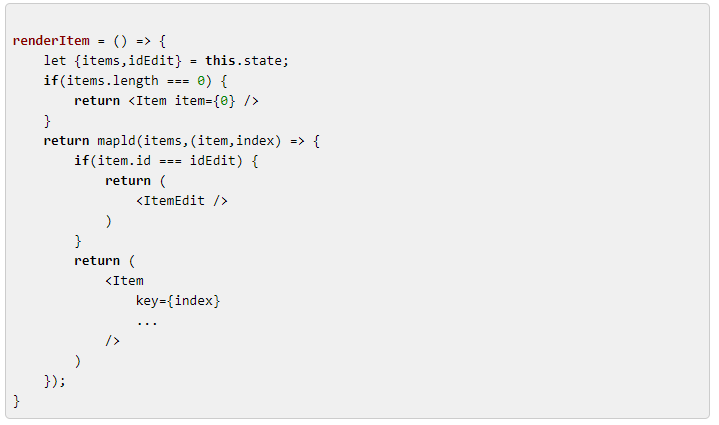 renderItem = () => {
    let {items,idEdit} = this.state;
    if(items.length === 0) {
        return <Item item={0} />
    }
    return mapld(items,(item,index) => {
        if(item.id === idEdit) {
            return (
                <ItemEdit />
            )
        }
        return (
            <Item
                key={index}
                ...
            />
        )
    });
}